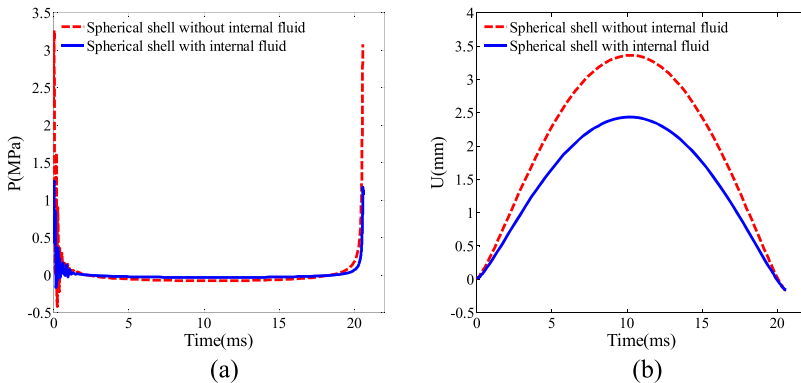 3.5
3
2.5
2
1.5
1
0.5
0
-0.5
P(MPa)
Spherical shell without internal fluid
Spherical shell with internal fluid
0
5
10
15
20
Time(ms)
(a)
4
3.5
3
2.5
2
1.5
1
0.5
0
-0.5
U(mm)
Spherical shell without internal fluid
Spherical shell with internal fluid
0
5
10
15
20
Time(ms)
(b)